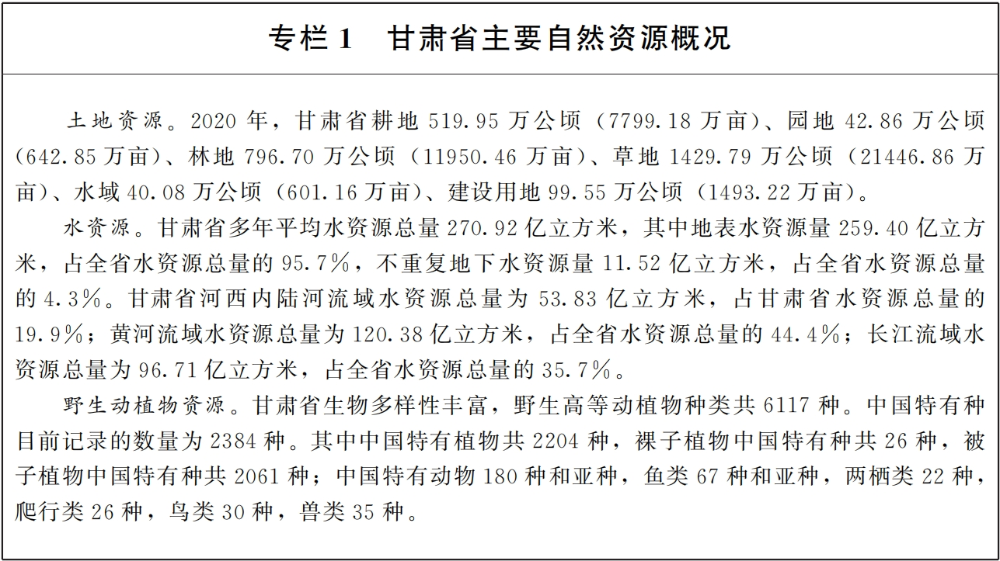 专栏 1　甘肃省主要自然资源概况
土地资源。2020 年，甘肃省耕地 519.95 万公顷（7799.18 万亩）、园地 42.86 万公顷
（642.85 万亩）、林地 796.70 万公顷（11950.46 万亩）、草地 1429.79 万公顷（21446.86 万
亩）、水域 40.08 万公顷（601.16 万亩）、建设用地 99.55 万公顷（1493.22 万亩）。
水资源。甘肃省多年平均水资源总量 270.92 亿立方米，其中地表水资源量 259.40 亿立方
米，占全省水资源总量的 95.7%，不重复地下水资源量 11.52 亿立方米，占全省水资源总量
的 4.3%。甘肃省河西内陆河流域水资源总量为 53.83 亿立方米，占甘肃省水资源总量的
19.9%；黄河流域水资源总量为 120.38 亿立方米，占全省水资源总量的 44.4%；长江流域水
资源总量为 96.71 亿立方米，占全省水资源总量的 35.7%。
野生动植物资源。甘肃省生物多样性丰富，野生高等动植物种类共 6117 种。中国特有种
目前记录的数量为 2384 种。其中中国特有植物共 2204 种，裸子植物中国特有种共 26 种，被
子植物中国特有种共 2061 种；中国特有动物 180 种和亚种，鱼类 67 种和亚种，两栖类 22 种，
爬行类 26 种，鸟类 30 种，兽类 35 种。